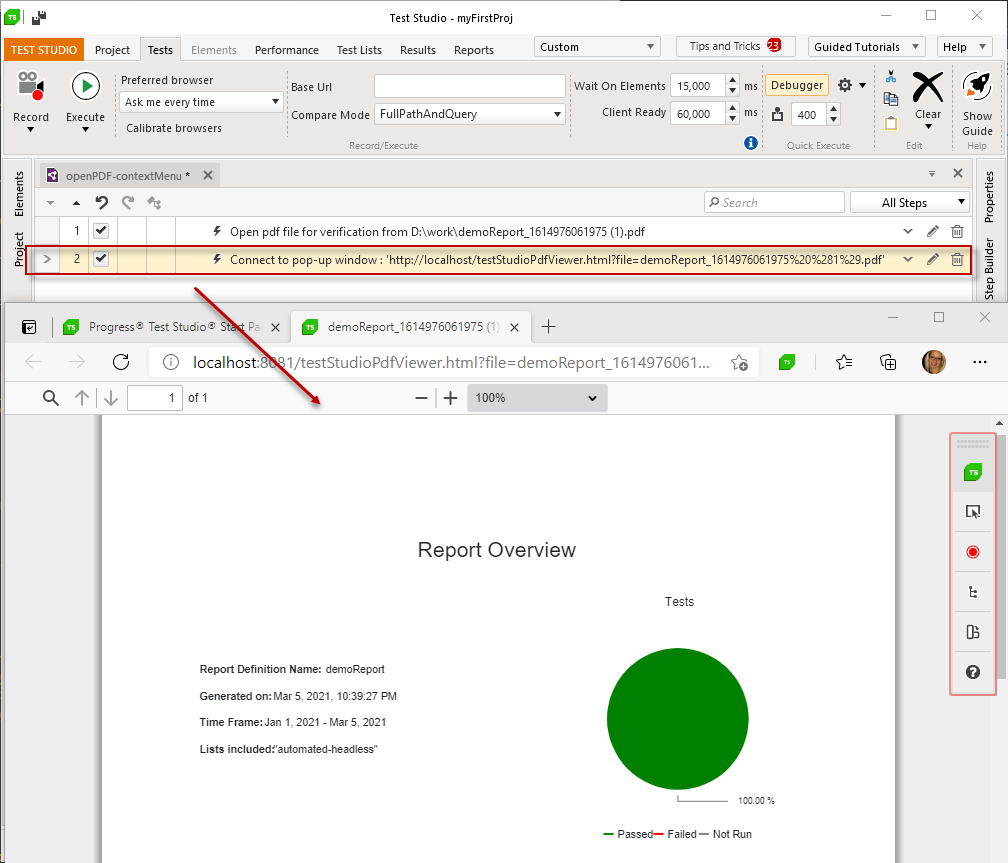 TS Test Studio - myFirstProj
TEST STUDIO Project Tests Elements Performance Test Lists Results Reports Custom Tips and Tricks 23 Guided Tutorials Help
Preferred browser
Ask me every time
Calibrate browsers
Record
Execute
Base Url
Compare Mode FullPathAndQuery
Record/Execute
Wait On Elements 15,000 ms
Client Ready 60,000 ms
Debugger
400
Quick Execute
Clear
Edit
Show
Guide
Help
Elements
Project
openPDF-contextMenu *
Search All Steps
Properties
Step Builder
1 Open pdf file for verification from D:\work\demoReport_1614976061975 (1).pdf
2 Connect to pop-up window : 'http://localhost/testStudioPdfViewer.html?file=demoReport_1614976061975%20%281%29.pdf'
TS Progress® Test Studio® Start Pa TS demoReport_1614976061975 (1)
localhost:8081/testStudioPdfViewer.html?file=demoReport_1614976061... TS
1 of 1 100%
TS
Report Overview
Tests
Report Definition Name: demoReport
Generated on: Mar 5, 2021, 10:39:27 PM
Time Frame: Jan 1, 2021 - Mar 5, 2021
Lists included: "automated-headless"
100.00 %
Passed Failed Not Run